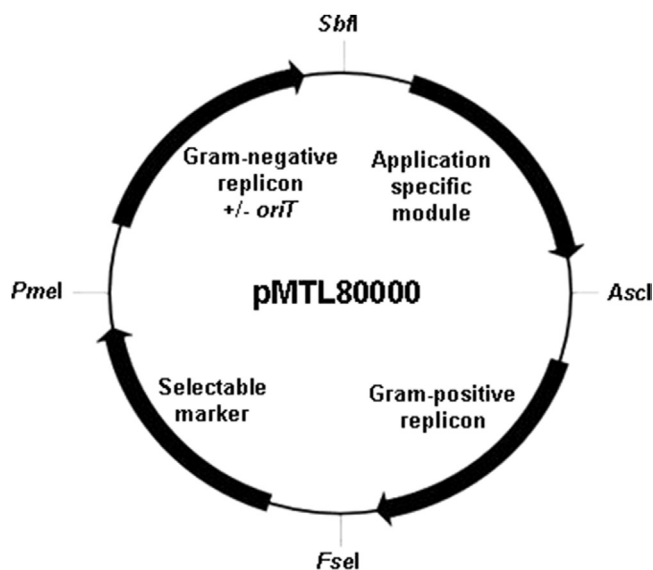 SbfI
Gram-negative
replicon
+/- oriT
Application
specific
module
PmeI
pMTL80000
AscI
Selectable
marker
Gram-positive
replicon
FseI